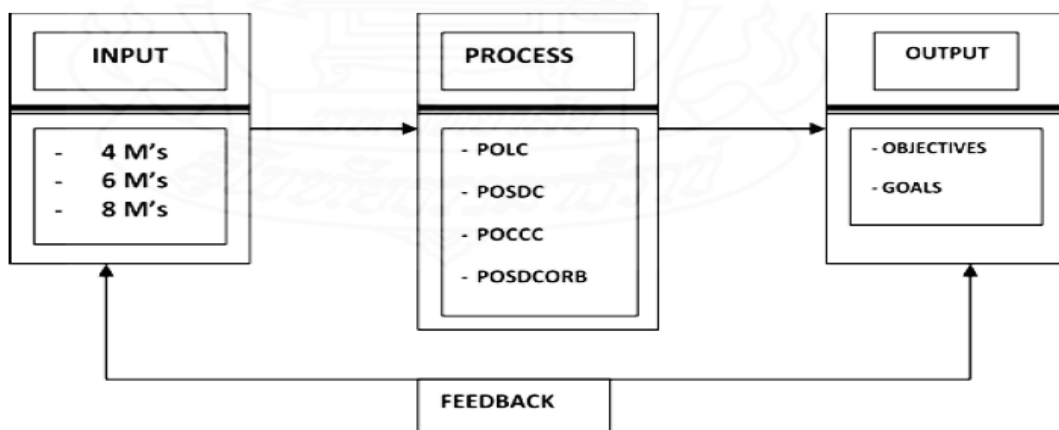 INPUT
- 4 M's
- 6 M's
- 8 M's
PROCESS
- POLC
- POSDC
- POCCC
- POSDCORB
OUTPUT
- OBJECTIVES
- GOALS
FEEDBACK